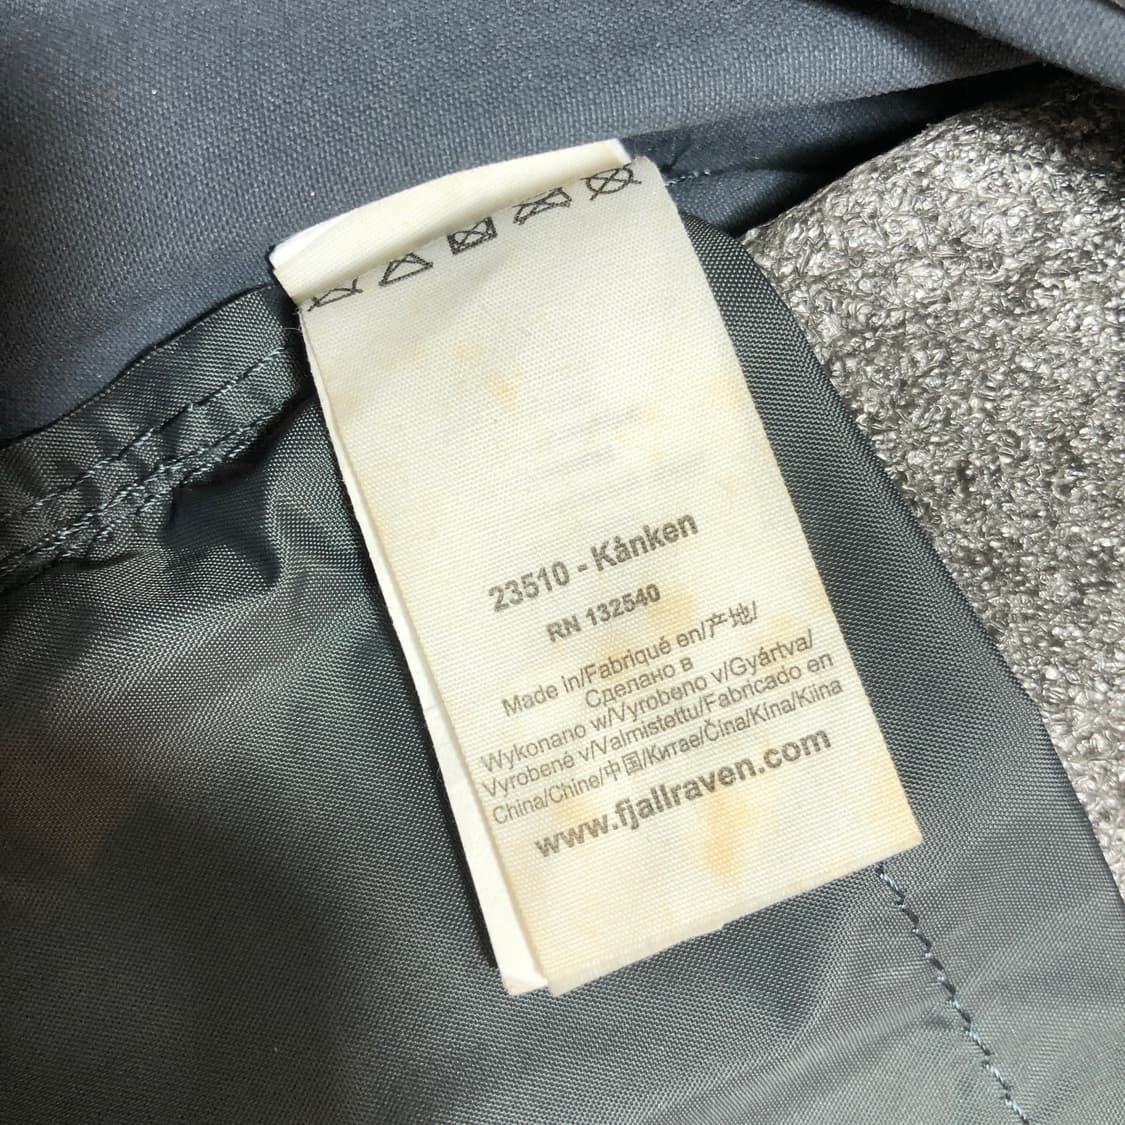 23510 - Kånken
RN 132540
Made in/Fabriqué en/产地/
Сделано в
Wykonano w/Vyrobeno v/Gyártva/
Vyrobené v/Valmistettu/Fabricado en
China/Chine/中国/Китае/Čína/Kína/Kiina
www.fjallraven.com